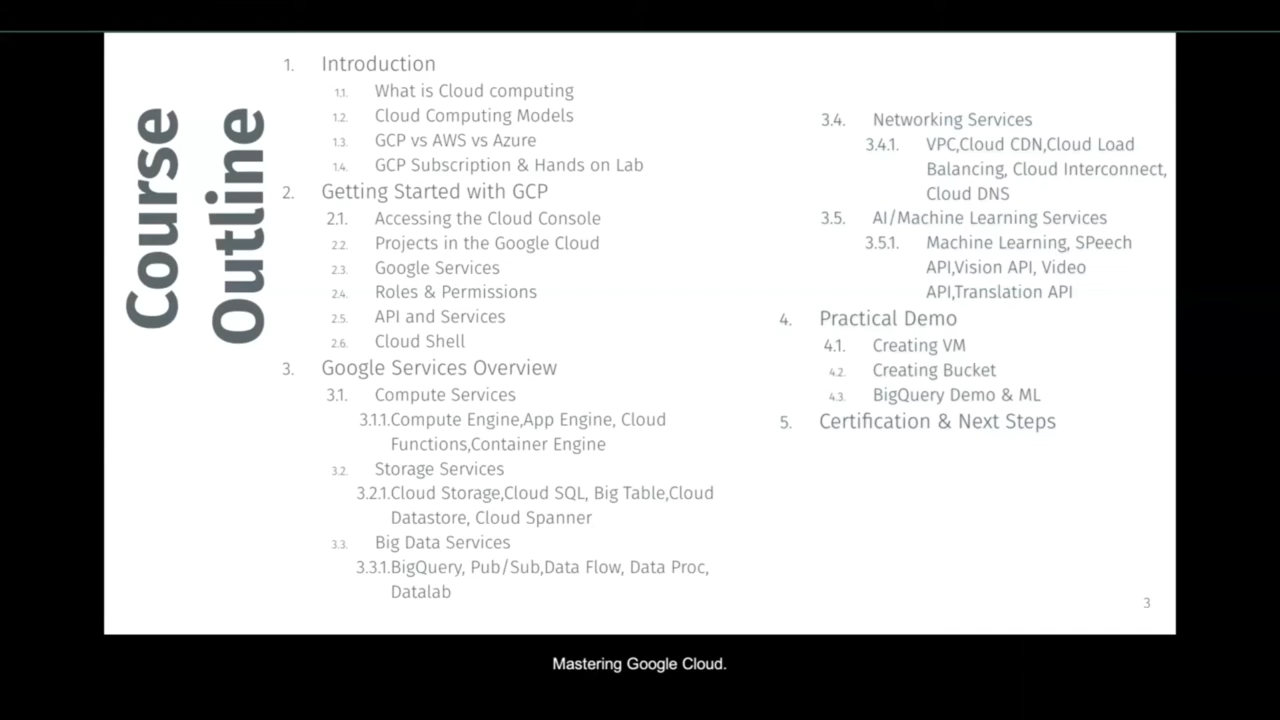 Course
Outline
1. Introduction
1.1. What is Cloud computing
1.2. Cloud Computing Models
1.3. GCP vs AWS vs Azure
1.4. GCP Subscription & Hands on Lab
2. Getting Started with GCP
2.1. Accessing the Cloud Console
2.2. Projects in the Google Cloud
2.3. Google Services
2.4. Roles & Permissions
2.5. API and Services
2.6. Cloud Shell
3. Google Services Overview
3.1. Compute Services
3.1.1.Compute Engine,App Engine, Cloud
Functions,Container Engine
3.2. Storage Services
3.2.1.Cloud Storage,Cloud SQL, Big Table,Cloud
Datastore, Cloud Spanner
3.3. Big Data Services
3.3.1.BigQuery, Pub/Sub,Data Flow, Data Proc,
Datalab
3.4. Networking Services
3.4.1. VPC,Cloud CDN,Cloud Load
Balancing, Cloud Interconnect,
Cloud DNS
3.5. AI/Machine Learning Services
3.5.1. Machine Learning, SPeech
API,Vision API, Video
API,Translation API
4. Practical Demo
4.1. Creating VM
4.2. Creating Bucket
4.3. BigQuery Demo & ML
5. Certification & Next Steps
3
Mastering Google Cloud.